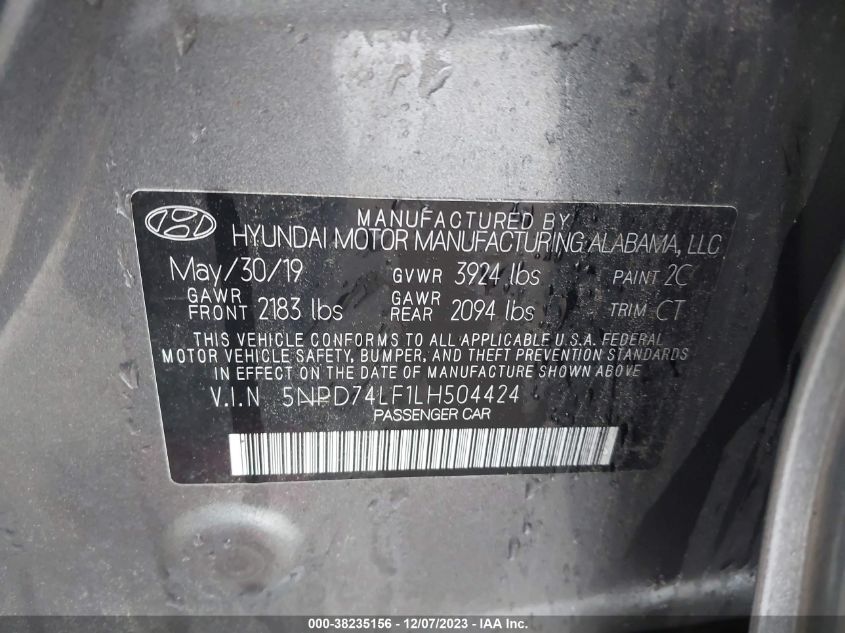 MANUFACTURED BY
HYUNDAI MOTOR MANUFACTURING ALABAMA, LLC
May/30/19 GVWR 3924 lbs PAINT 2C
GAWR FRONT 2183 lbs GAWR REAR 2094 lbs TRIM CT
THIS VEHICLE CONFORMS TO ALL APPLICABLE U.S.A. FEDERAL
MOTOR VEHICLE SAFETY, BUMPER, AND THEFT PREVENTION STANDARDS
IN EFFECT ON THE DATE OF MANUFACTURE SHOWN ABOVE.
V.I.N 5NPD74LF1LH504424
PASSENGER CAR
000-38235156 - 12/07/2023 - IAA Inc.